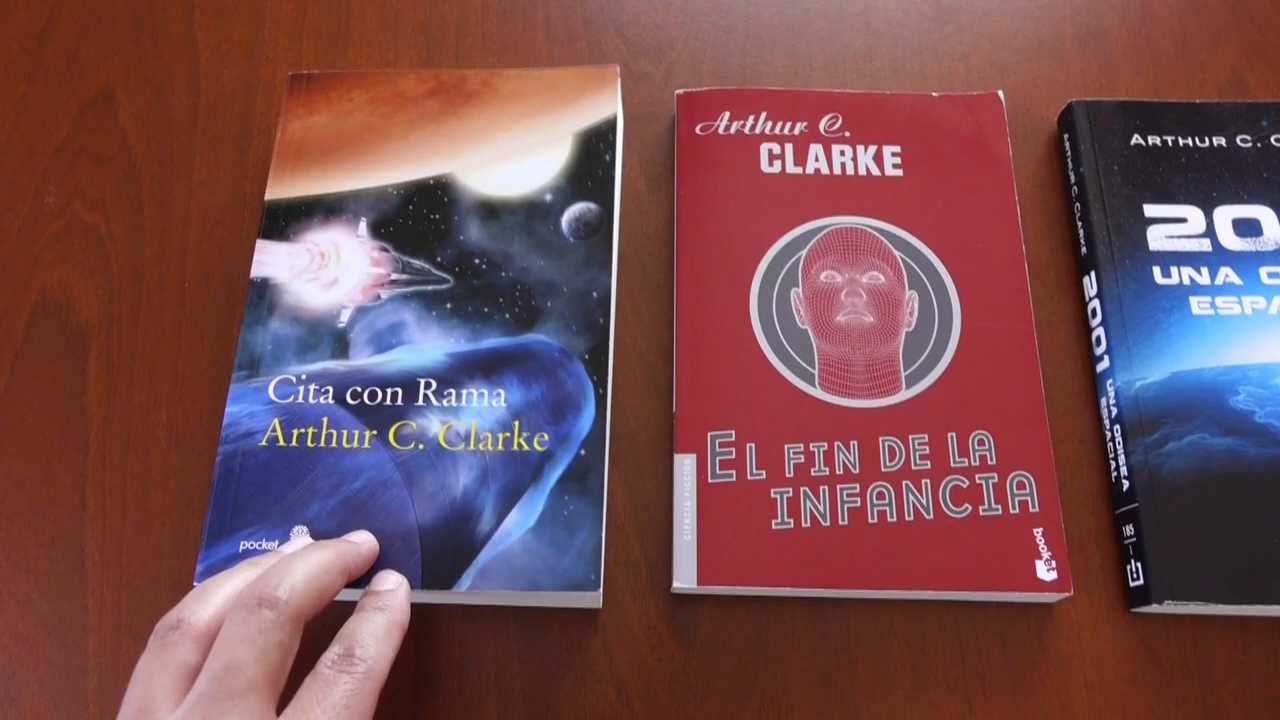 Cita con Rama
Arthur C. Clarke
pocket
Arthur C.
CLARKE
EL FIN DE LA
INFANCIA
CIENCIA FICCIÓN
booket
ARTHUR C. CLARKE
2001
UNA ODISEA
ESPACIAL
185
ARTHUR C. C
20
UNA O
ESPA